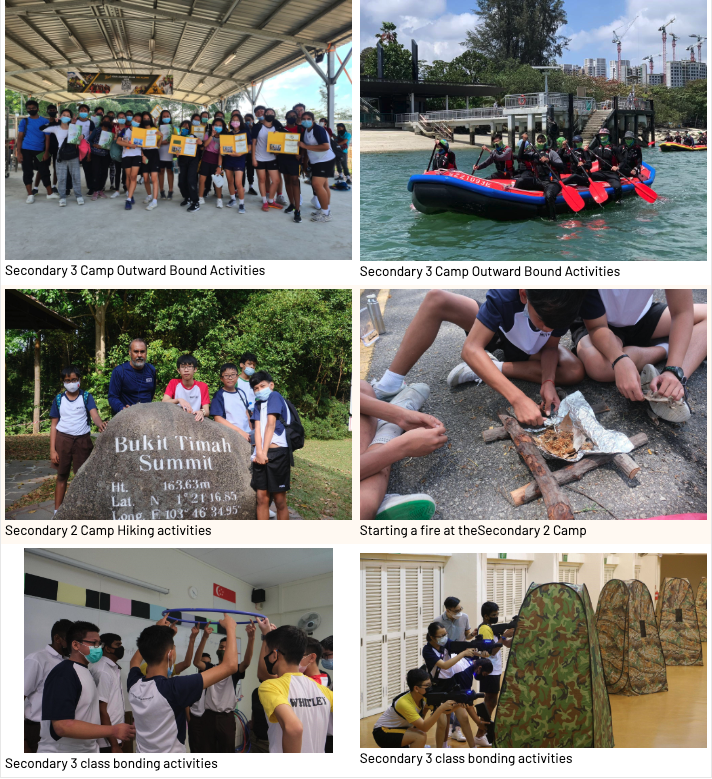 SZ21093G
Secondary 3 Camp Outward Bound Activities
Secondary 3 Camp Outward Bound Activities
Bukit Timah
Summit
Ht. 163.63m
Lat. N 1° 21' 16.85"
Long. E 103° 46' 34.95"
Secondary 2 Camp Hiking activities
Starting a fire at theSecondary 2 Camp
WHITLEY
Secondary 3 class bonding activities
Secondary 3 class bonding activities